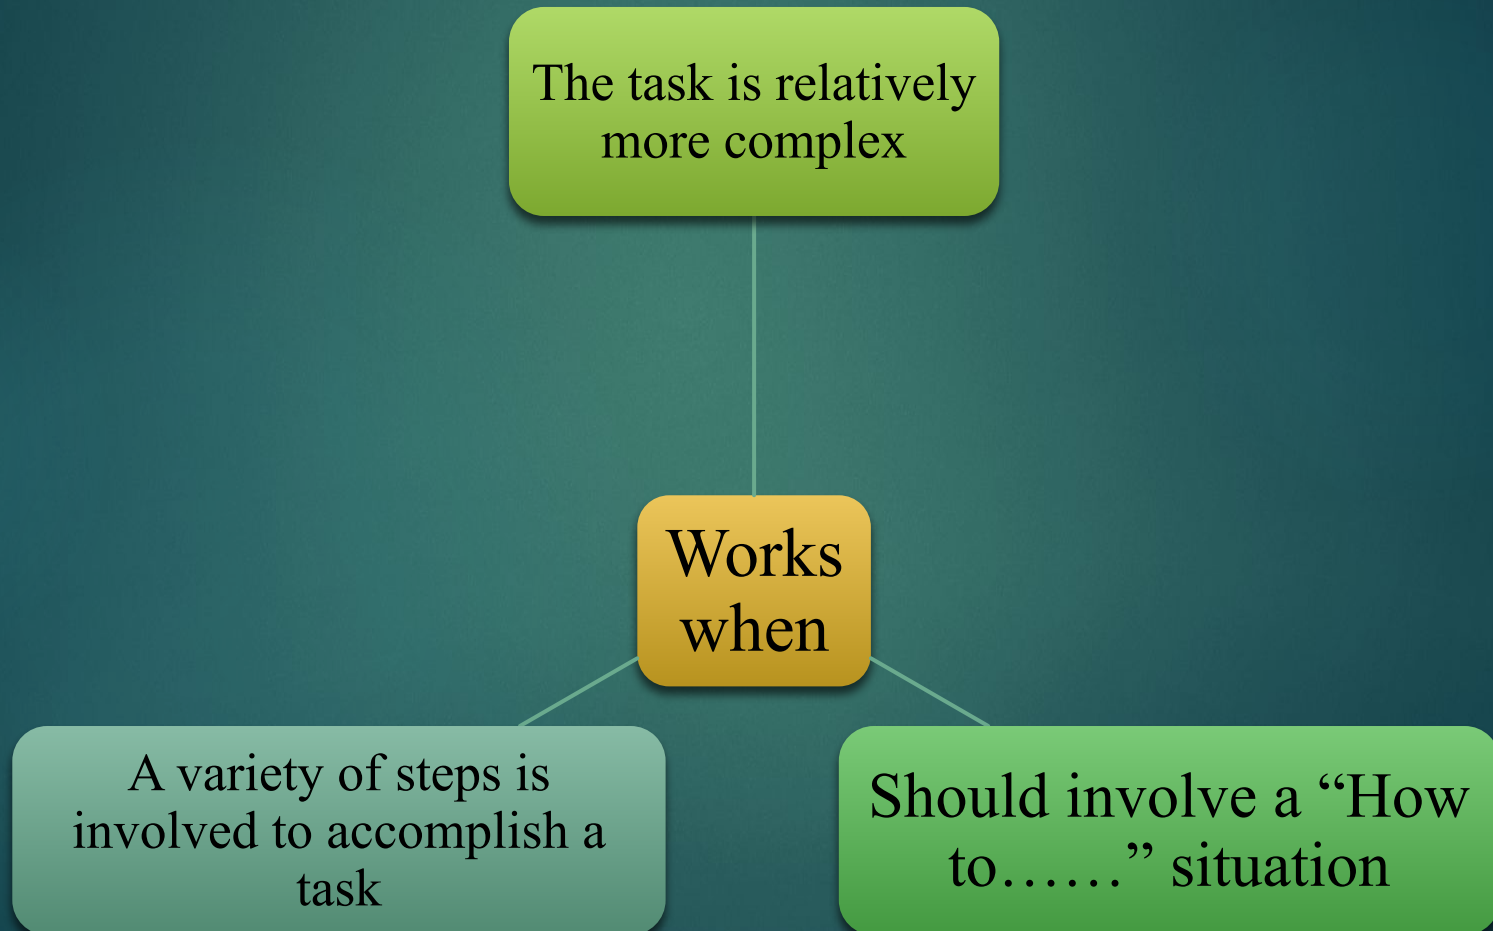 The task is relatively
more complex
Works
when
A variety of steps is
involved to accomplish a
task
Should involve a “How
to……” situation